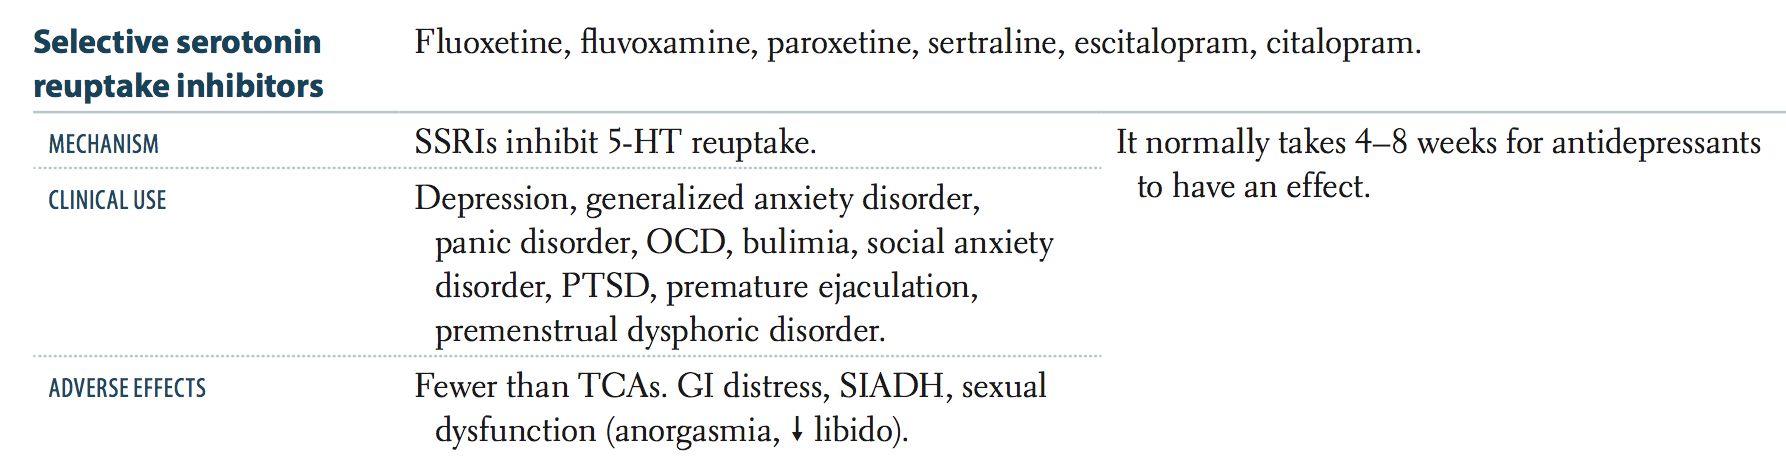 Selective serotonin
reuptake inhibitors
Fluoxetine, fluvoxamine, paroxetine, sertraline, escitalopram, citalopram.
MECHANISM
SSRIs inhibit 5-HT reuptake.
It normally takes 4–8 weeks for antidepressants
to have an effect.
CLINICAL USE
Depression, generalized anxiety disorder,
panic disorder, OCD, bulimia, social anxiety
disorder, PTSD, premature ejaculation,
premenstrual dysphoric disorder.
ADVERSE EFFECTS
Fewer than TCAs. GI distress, SIADH, sexual
dysfunction (anorgasmia, ↓ libido).